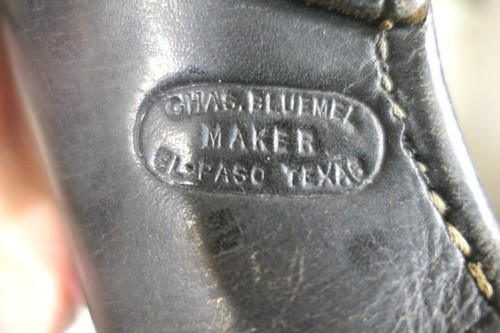 CHAS. BLUEMEL
MAKER
EL-PASO TEXAS